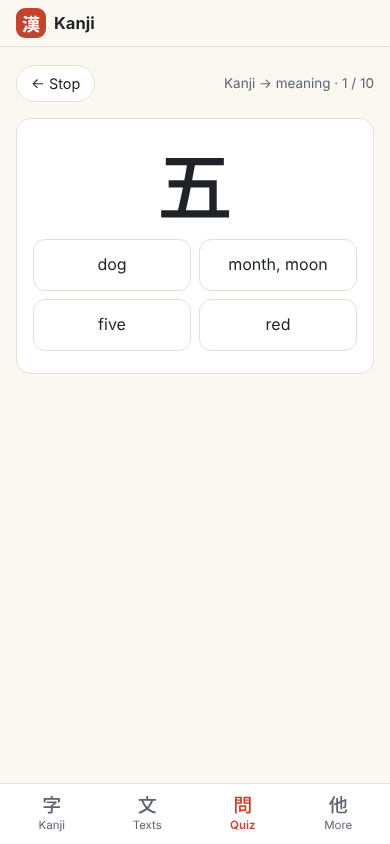 漢 Kanji
← Stop
Kanji → meaning · 1 / 10
五
dog
month, moon
five
red
字
Kanji
文
Texts
問
Quiz
他
More